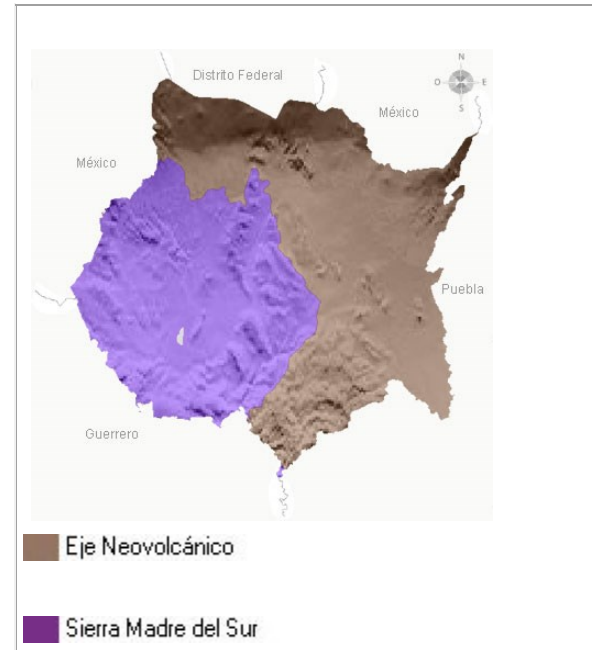 N
Distrito Federal
O
E
S
México
México
Puebla
Guerrero
Eje Neovolcánico
Sierra Madre del Sur